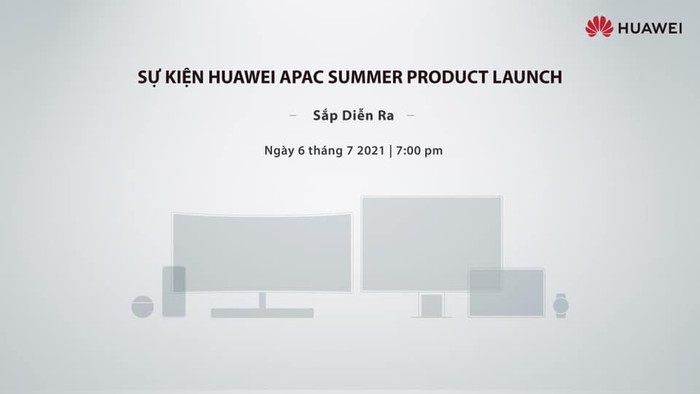 HUAWEI
SỰ KIỆN HUAWEI APAC SUMMER PRODUCT LAUNCH
– Sắp Diễn Ra –
Ngày 6 tháng 7 2021 | 7:00 pm